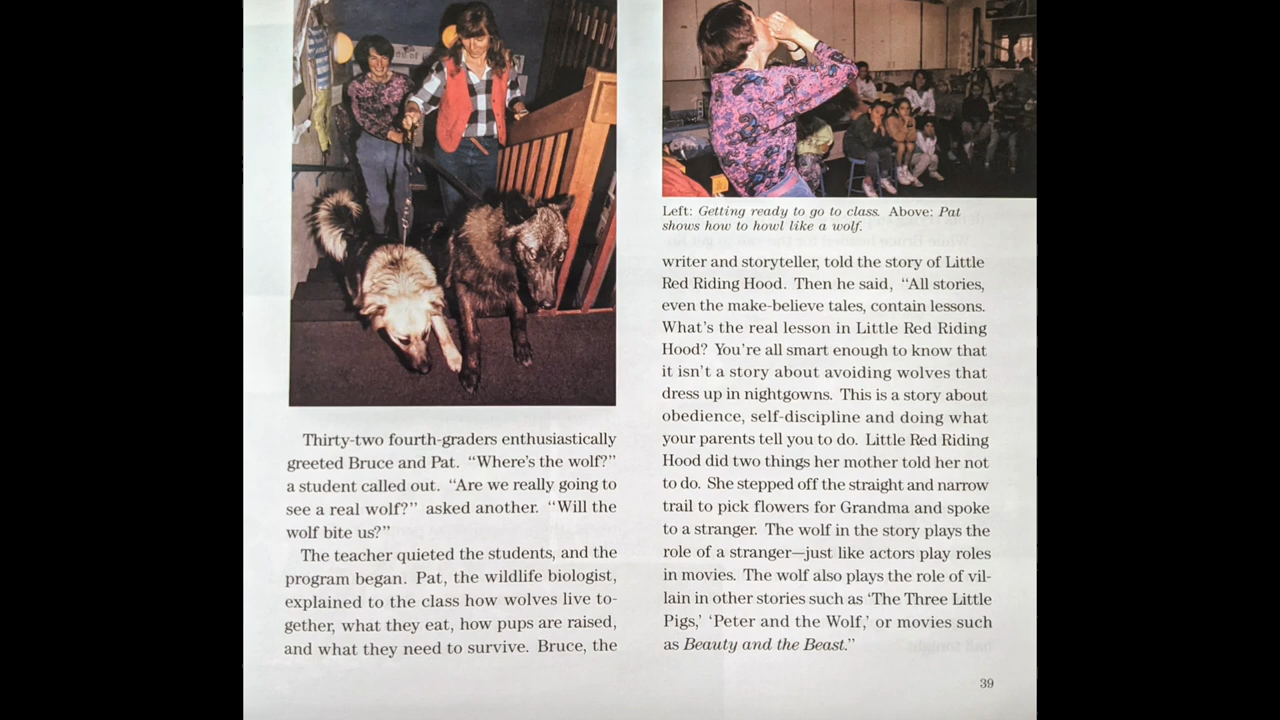 Left: Getting ready to go to class. Above: Pat
shows how to howl like a wolf.
Thirty-two fourth-graders enthusiastically
greeted Bruce and Pat. “Where’s the wolf?”
a student called out. “Are we really going to
see a real wolf?” asked another. “Will the
wolf bite us?”
The teacher quieted the students, and the
program began. Pat, the wildlife biologist,
explained to the class how wolves live to-
gether, what they eat, how pups are raised,
and what they need to survive. Bruce, the
writer and storyteller, told the story of Little
Red Riding Hood. Then he said, “All stories,
even the make-believe tales, contain lessons.
What’s the real lesson in Little Red Riding
Hood? You’re all smart enough to know that
it isn’t a story about avoiding wolves that
dress up in nightgowns. This is a story about
obedience, self-discipline and doing what
your parents tell you to do. Little Red Riding
Hood did two things her mother told her not
to do. She stepped off the straight and narrow
trail to pick flowers for Grandma and spoke
to a stranger. The wolf in the story plays the
role of a stranger—just like actors play roles
in movies. The wolf also plays the role of vil-
lain in other stories such as ‘The Three Little
Pigs,’ ‘Peter and the Wolf,’ or movies such
as Beauty and the Beast.”
39